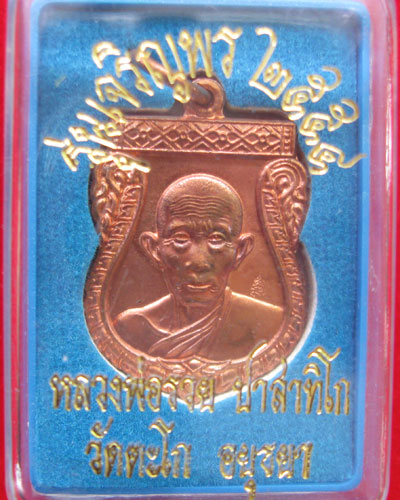 รุ่นเจริญพร ๒๕๕๔
หลวงพ่อรวย ปาสาทิโก
วัดตะโก อยุธยา